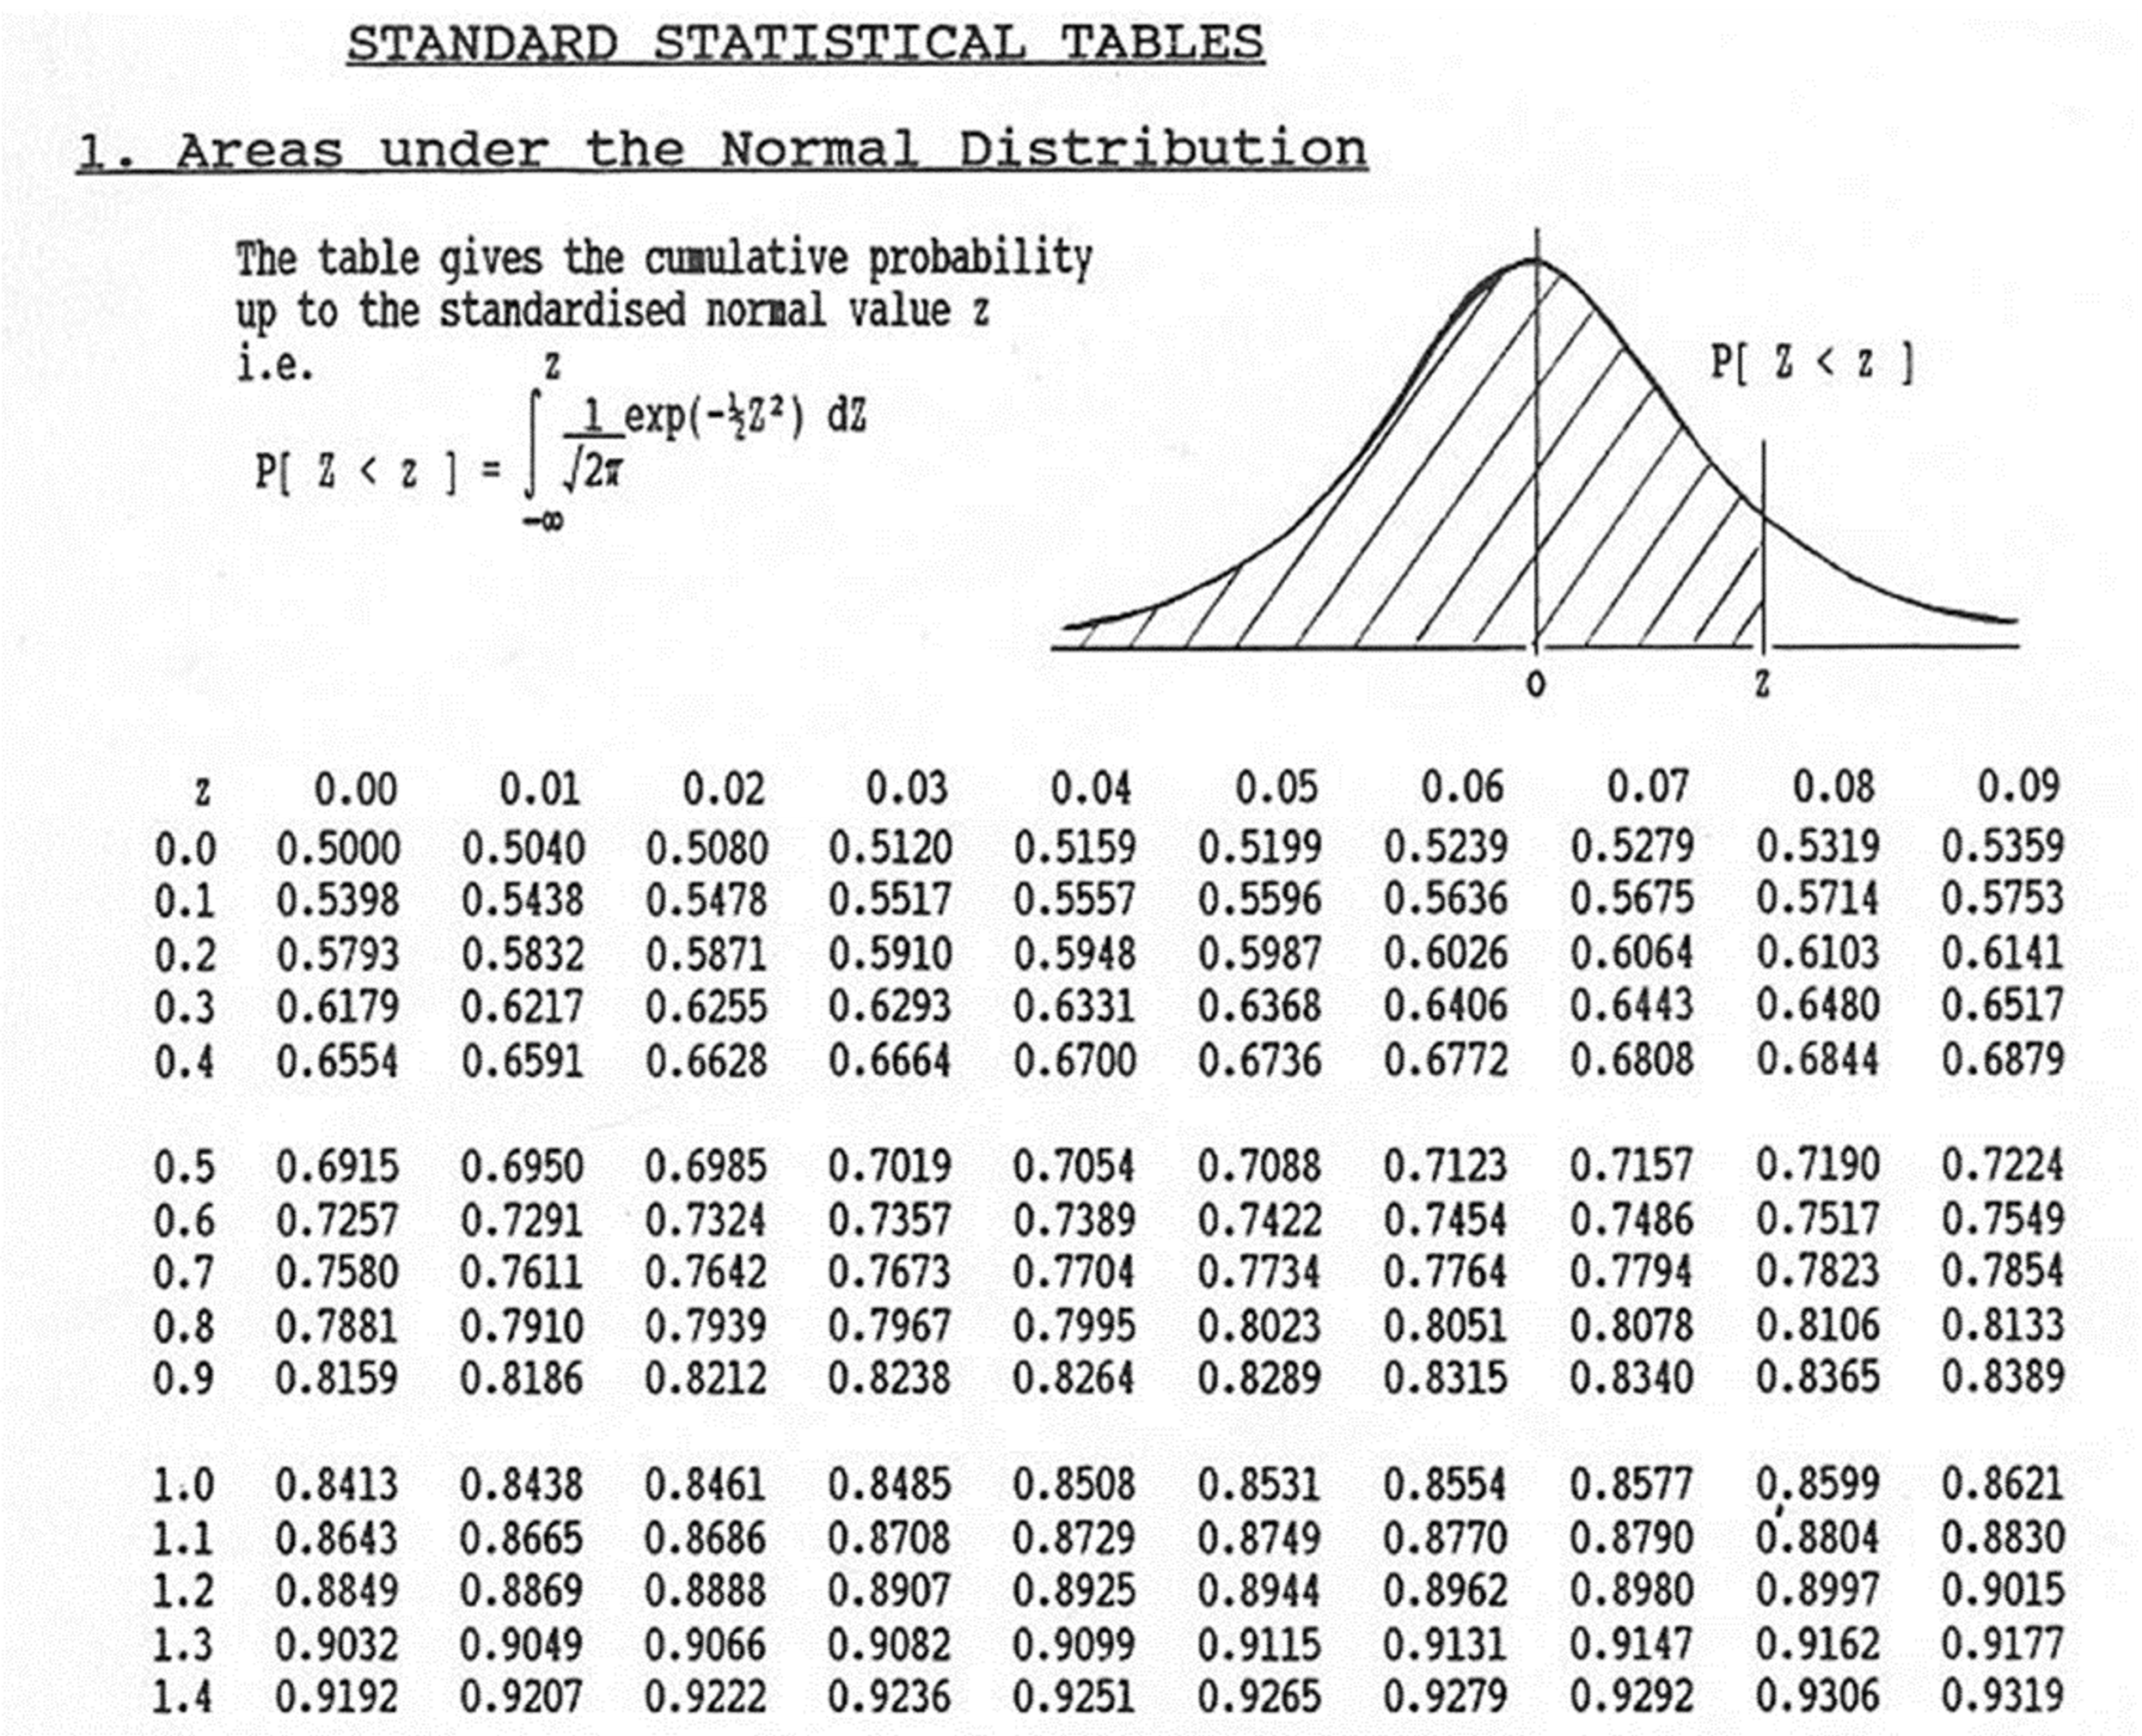 STANDARD STATISTICAL TABLES
1. Areas under the Normal Distribution
The table gives the cumulative probability
up to the standardised normal value z
i.e.
P[ Z < z ] = ∫ z −∞ 1 √2π exp(-½Z²) dZ
P[ Z < z ]
0 z
z 0.00 0.01 0.02 0.03 0.04 0.05 0.06 0.07 0.08 0.09
0.0 0.5000 0.5040 0.5080 0.5120 0.5159 0.5199 0.5239 0.5279 0.5319 0.5359
0.1 0.5398 0.5438 0.5478 0.5517 0.5557 0.5596 0.5636 0.5675 0.5714 0.5753
0.2 0.5793 0.5832 0.5871 0.5910 0.5948 0.5987 0.6026 0.6064 0.6103 0.6141
0.3 0.6179 0.6217 0.6255 0.6293 0.6331 0.6368 0.6406 0.6443 0.6480 0.6517
0.4 0.6554 0.6591 0.6628 0.6664 0.6700 0.6736 0.6772 0.6808 0.6844 0.6879
0.5 0.6915 0.6950 0.6985 0.7019 0.7054 0.7088 0.7123 0.7157 0.7190 0.7224
0.6 0.7257 0.7291 0.7324 0.7357 0.7389 0.7422 0.7454 0.7486 0.7517 0.7549
0.7 0.7580 0.7611 0.7642 0.7673 0.7704 0.7734 0.7764 0.7794 0.7823 0.7854
0.8 0.7881 0.7910 0.7939 0.7967 0.7995 0.8023 0.8051 0.8078 0.8106 0.8133
0.9 0.8159 0.8186 0.8212 0.8238 0.8264 0.8289 0.8315 0.8340 0.8365 0.8389
1.0 0.8413 0.8438 0.8461 0.8485 0.8508 0.8531 0.8554 0.8577 0.8599 0.8621
1.1 0.8643 0.8665 0.8686 0.8708 0.8729 0.8749 0.8770 0.8790 0.8804 0.8830
1.2 0.8849 0.8869 0.8888 0.8907 0.8925 0.8944 0.8962 0.8980 0.8997 0.9015
1.3 0.9032 0.9049 0.9066 0.9082 0.9099 0.9115 0.9131 0.9147 0.9162 0.9177
1.4 0.9192 0.9207 0.9222 0.9236 0.9251 0.9265 0.9279 0.9292 0.9306 0.9319